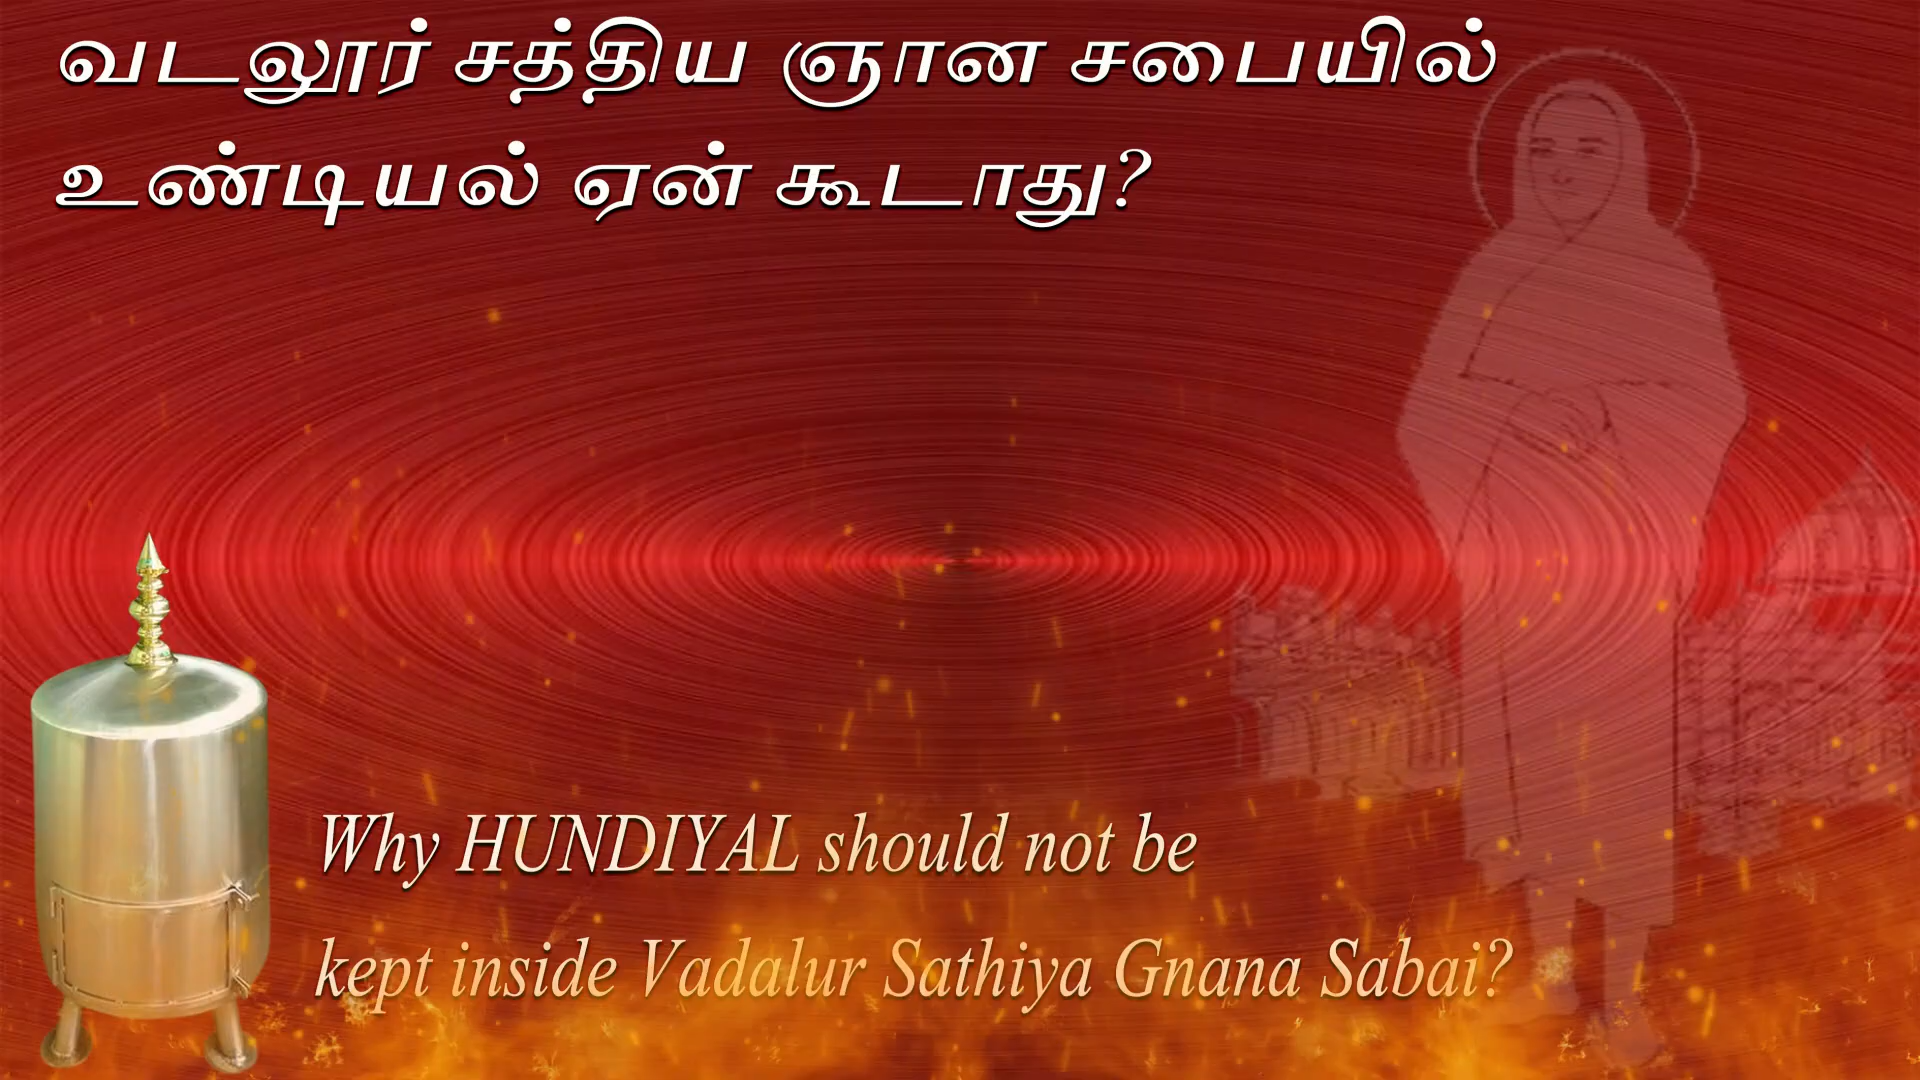 வடலூர் சத்திய ஞான சபையில்
உண்டியல் ஏன் கூடாது?
Why HUNDIYAL should not be
kept inside Vadalur Sathiya Gnana Sabai?